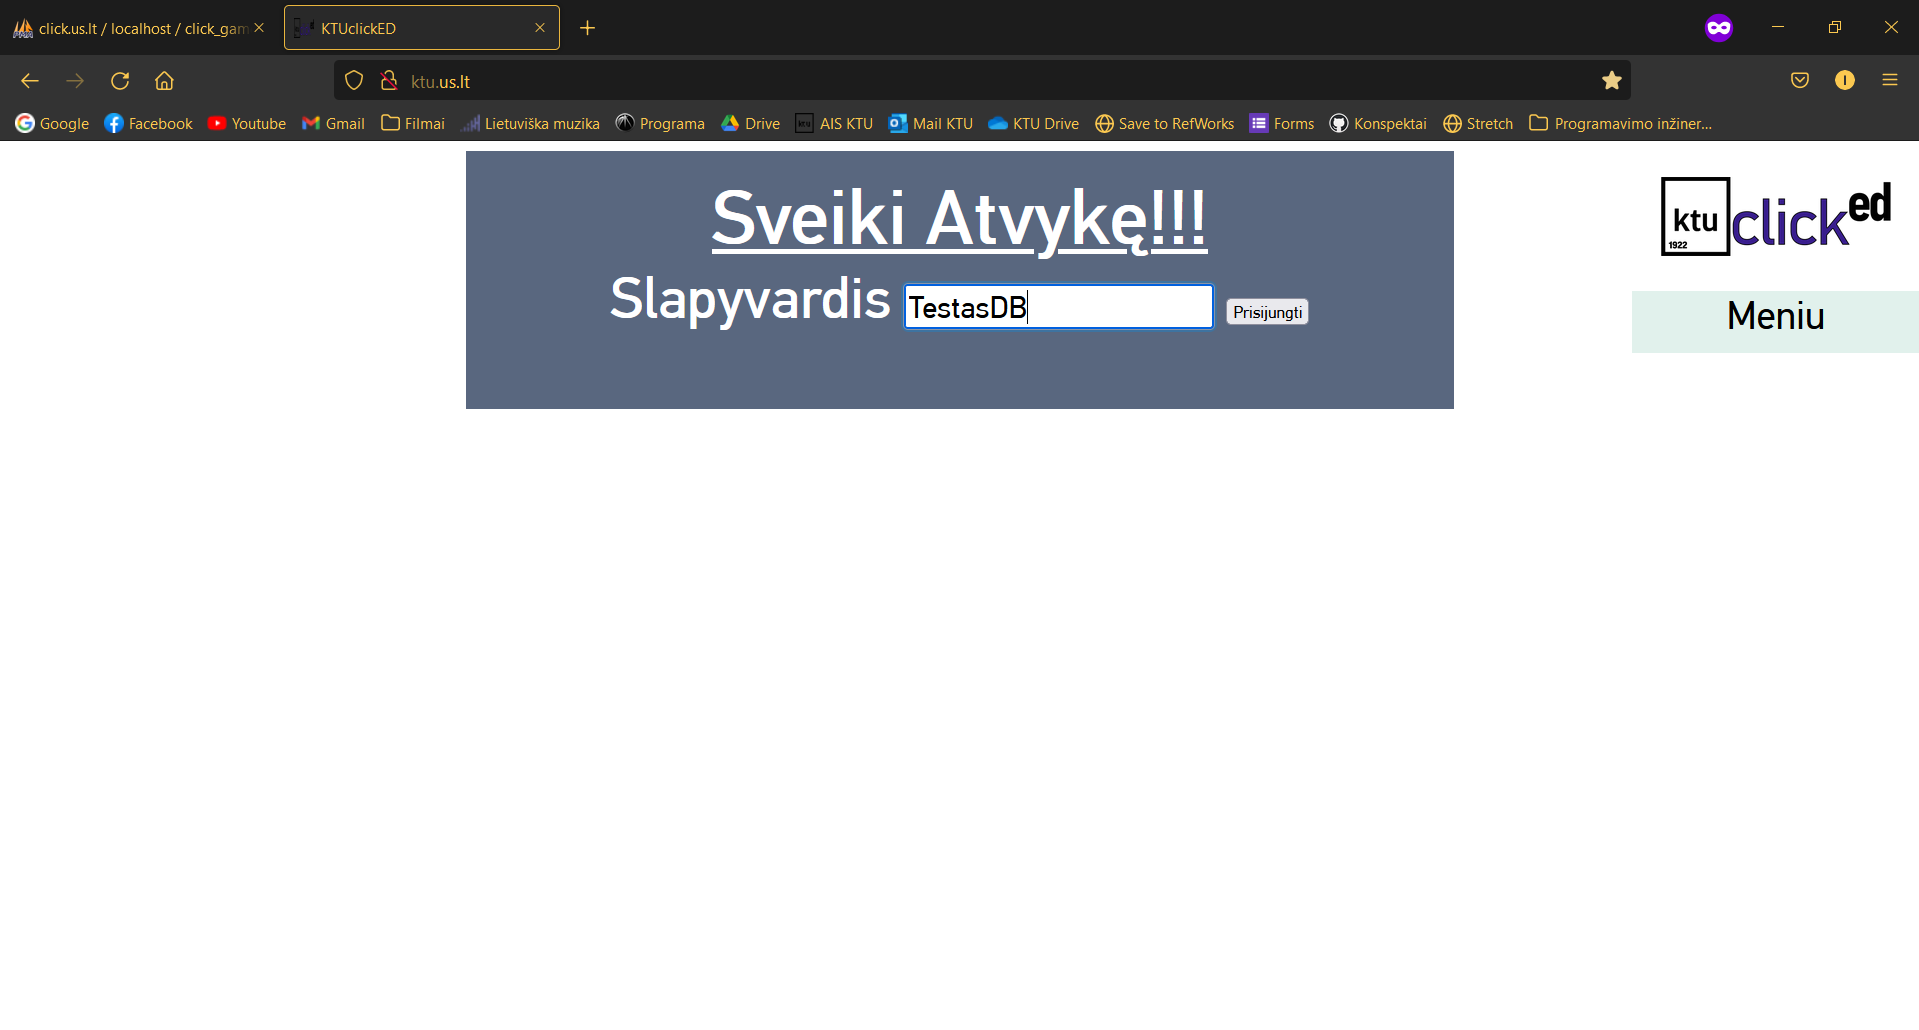 click.us.lt / localhost / click_gam
KTUclickED
ktu.us.lt
Google Facebook Youtube Gmail Filmai Lietuviška muzika Programa Drive AIS KTU Mail KTU KTU Drive Save to RefWorks Forms Konspektai Stretch Programavimo inžiner...
Sveiki Atvykę!!!
Slapyvardis TestasDB Prisijungti
ktu
1922
clicked
Meniu